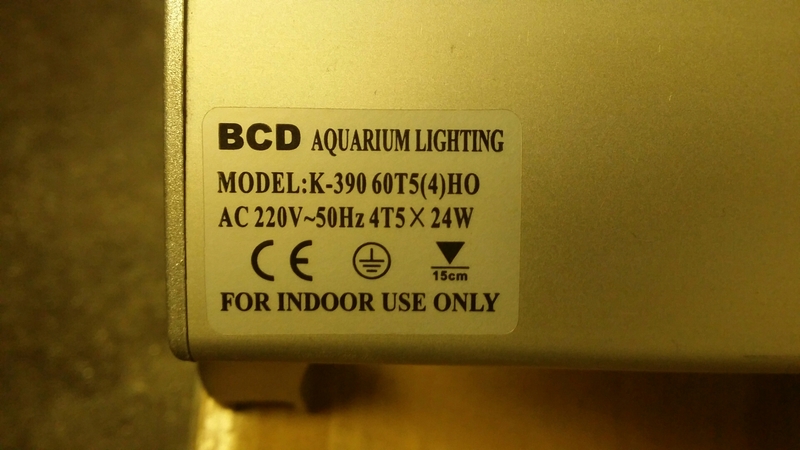 BCD AQUARIUM LIGHTING
MODEL:K-390 60T5(4)HO
AC 220V~50Hz 4T5×24W
CE
15cm
FOR INDOOR USE ONLY